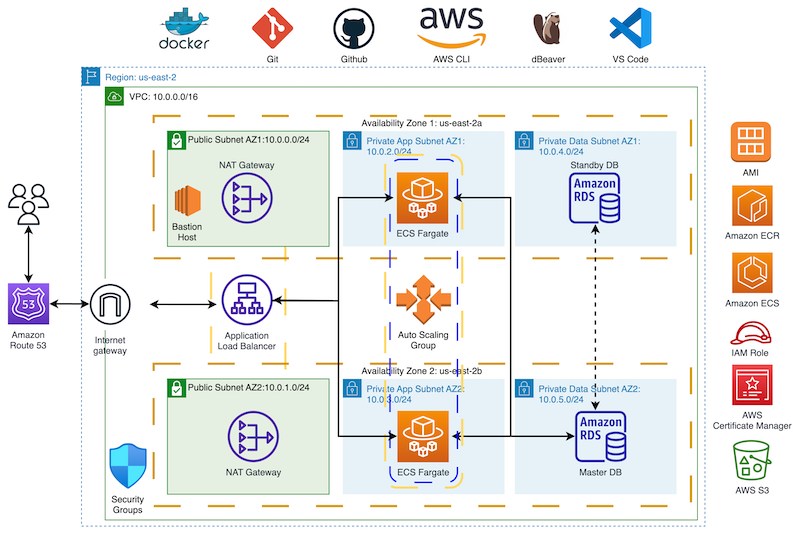 docker
Git
Github
aws
AWS CLI
dBeaver
VS Code
Region: us-east-2
VPC: 10.0.0.0/16
Availability Zone 1: us-east-2a
Public Subnet AZ1:10.0.0.0/24
NAT Gateway
Bastion
Host
Private App Subnet AZ1:
10.0.2.0/24
ECS Fargate
Private Data Subnet AZ1:
10.0.4.0/24
Standby DB
Amazon
RDS
53
Amazon
Route 53
Internet
gateway
Application
Load Balancer
Auto Scaling
Group
Availability Zone 2: us-east-2b
Public Subnet AZ2:10.0.1.0/24
NAT Gateway
Private App Subnet AZ2:
10.0.3.0/24
ECS Fargate
Private Data Subnet AZ2:
10.0.5.0/24
Amazon
RDS
Master DB
Security
Groups
AMI
Amazon ECR
Amazon ECS
IAM Role
AWS
Certificate Manager
AWS S3